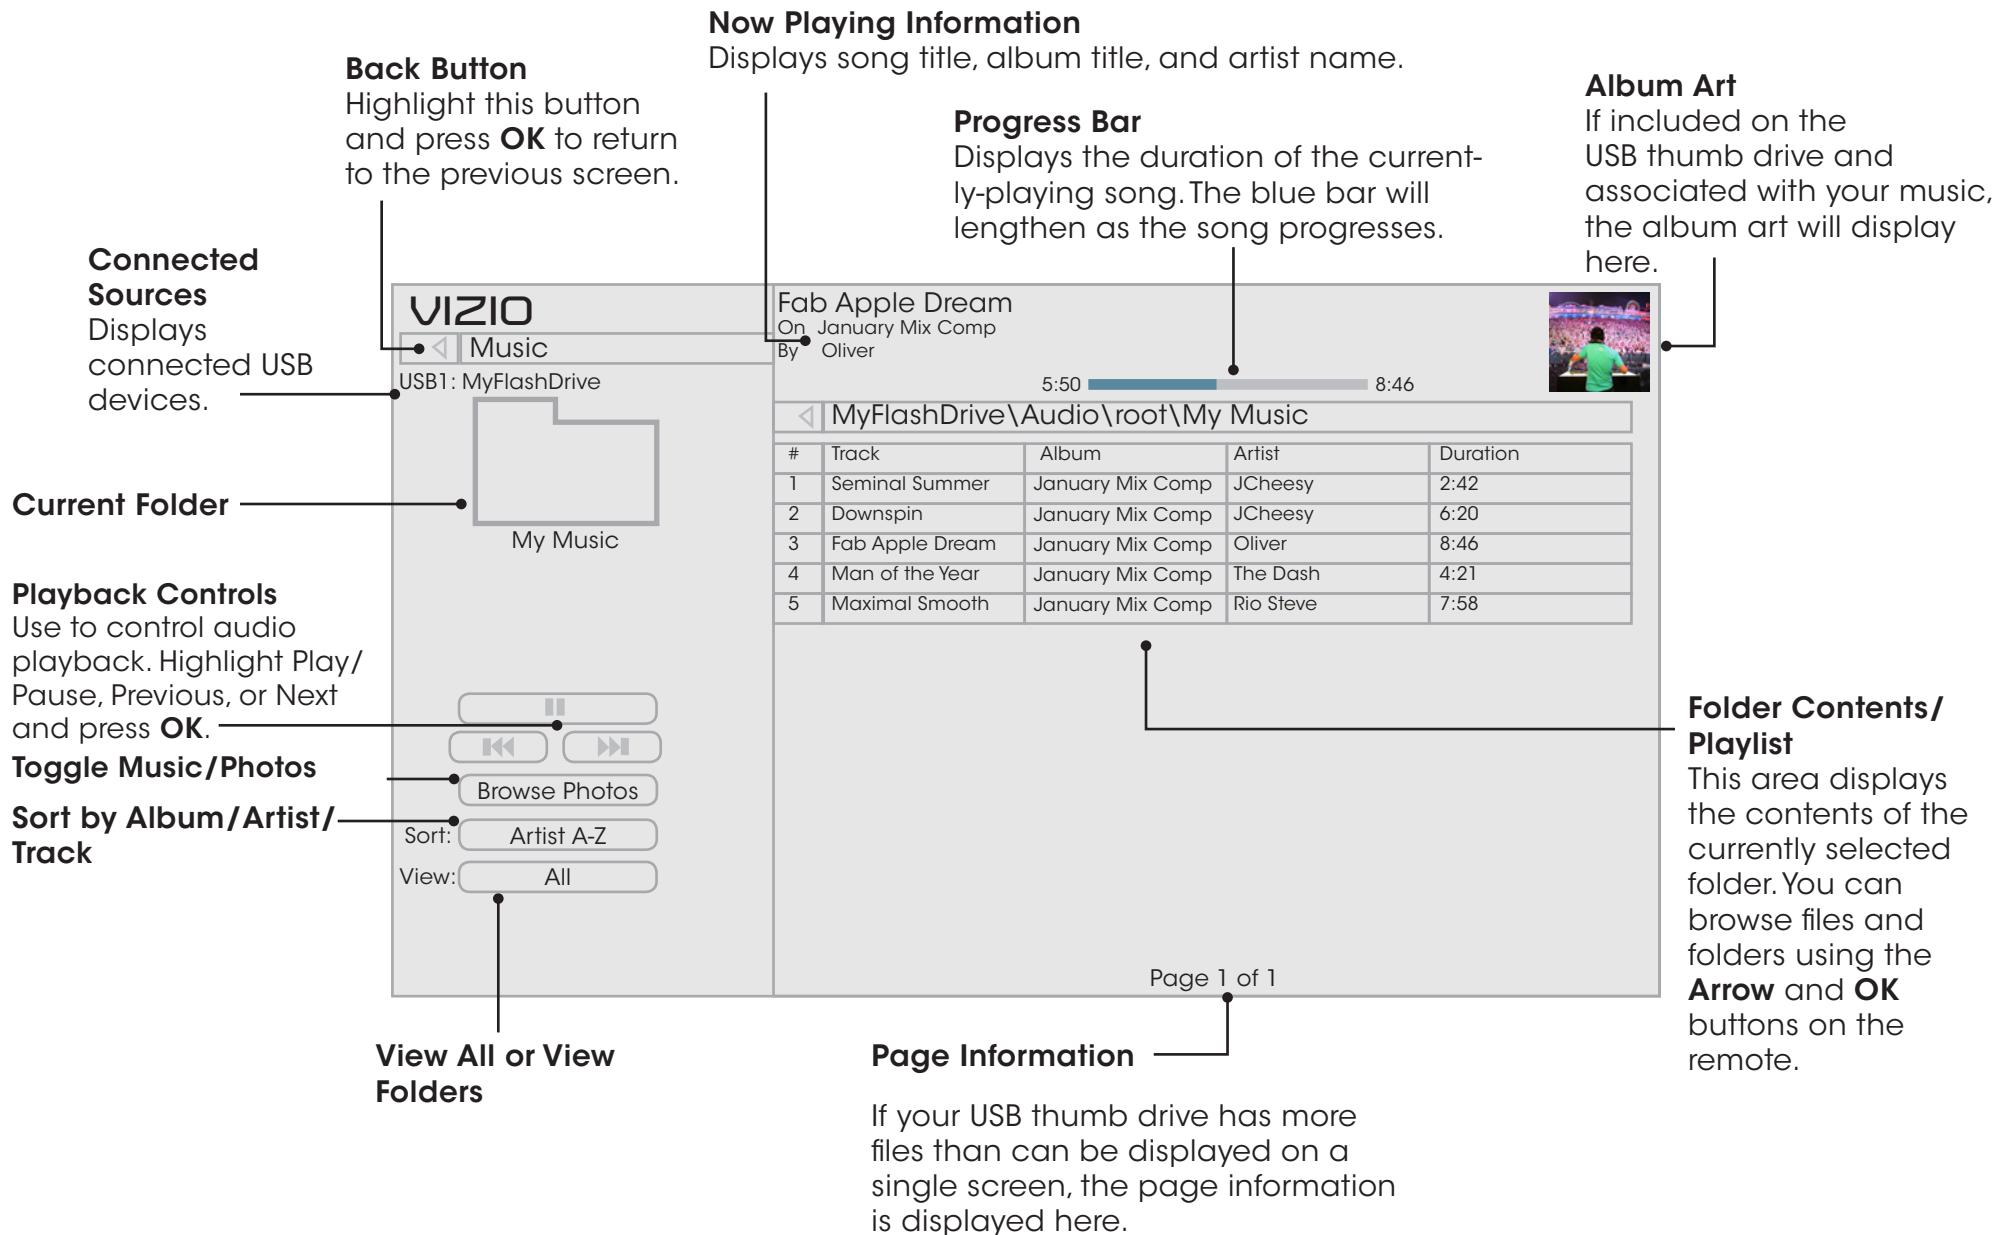 Now Playing Information
Displays song title, album title, and artist name.
Back Button
Highlight this button
and press OK to return
to the previous screen.
Progress Bar
Displays the duration of the current-
ly-playing song. The blue bar will
lengthen as the song progresses.
Album Art
If included on the
USB thumb drive and
associated with your music,
the album art will display
here.
Connected
Sources
Displays
connected USB
devices.
Current Folder
Playback Controls
Use to control audio
playback. Highlight Play/
Pause, Previous, or Next
and press OK.
Toggle Music/Photos
Sort by Album/Artist/
Track
VIZIO
Music
USB1: MyFlashDrive
My Music
Browse Photos
Sort: Artist A-Z
View: All
Fab Apple Dream
On January Mix Comp
By Oliver
5:50 8:46
MyFlashDrive\Audio\root\My Music
# Track Album Artist Duration
1 Seminal Summer January Mix Comp JCheesy 2:42
2 Downspin January Mix Comp JCheesy 6:20
3 Fab Apple Dream January Mix Comp Oliver 8:46
4 Man of the Year January Mix Comp The Dash 4:21
5 Maximal Smooth January Mix Comp Rio Steve 7:58
Page 1 of 1
Folder Contents/
Playlist
This area displays
the contents of the
currently selected
folder. You can
browse files and
folders using the
Arrow and OK
buttons on the
remote.
View All or View
Folders
Page Information
If your USB thumb drive has more
files than can be displayed on a
single screen, the page information
is displayed here.